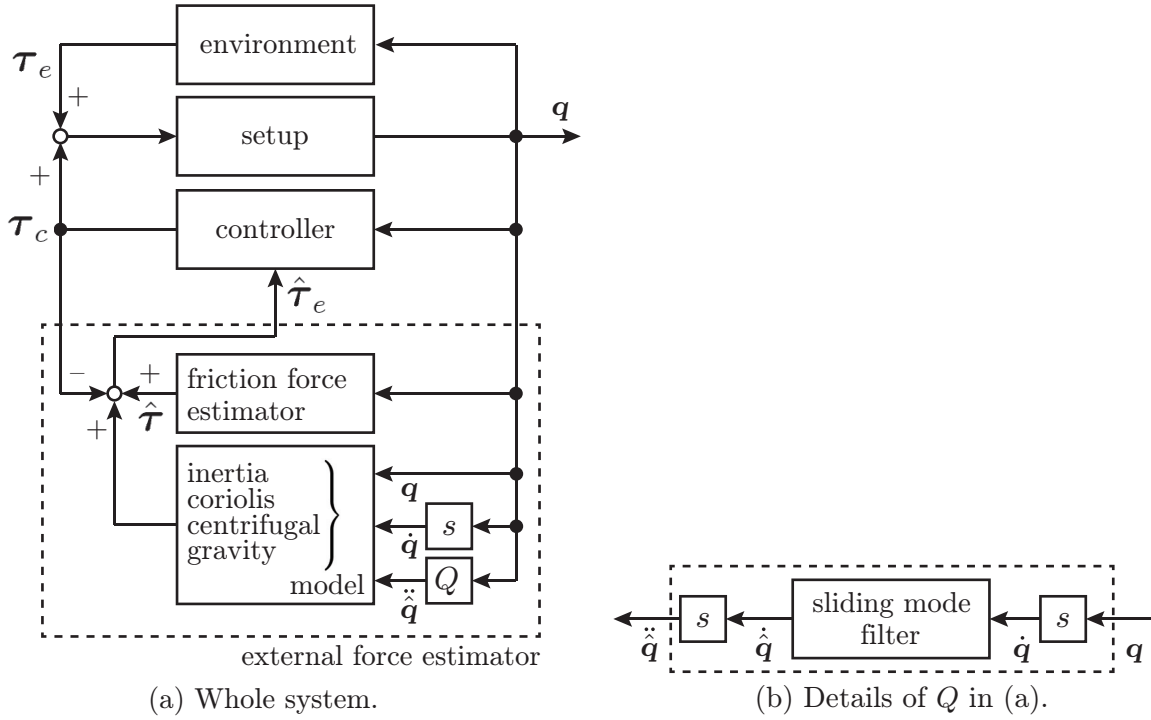 environment
τ_e
+
q
setup
+
τ_c
controller
τ̂_e
–
+
friction force
estimator
τ̂
+
inertia
coriolis
centrifugal
gravity
model
q
s
q̇
Q
q̂̈
external force estimator
(a) Whole system.
s
sliding mode
filter
s
q̂̈
q̂̇
q̇
q
(b) Details of Q in (a).